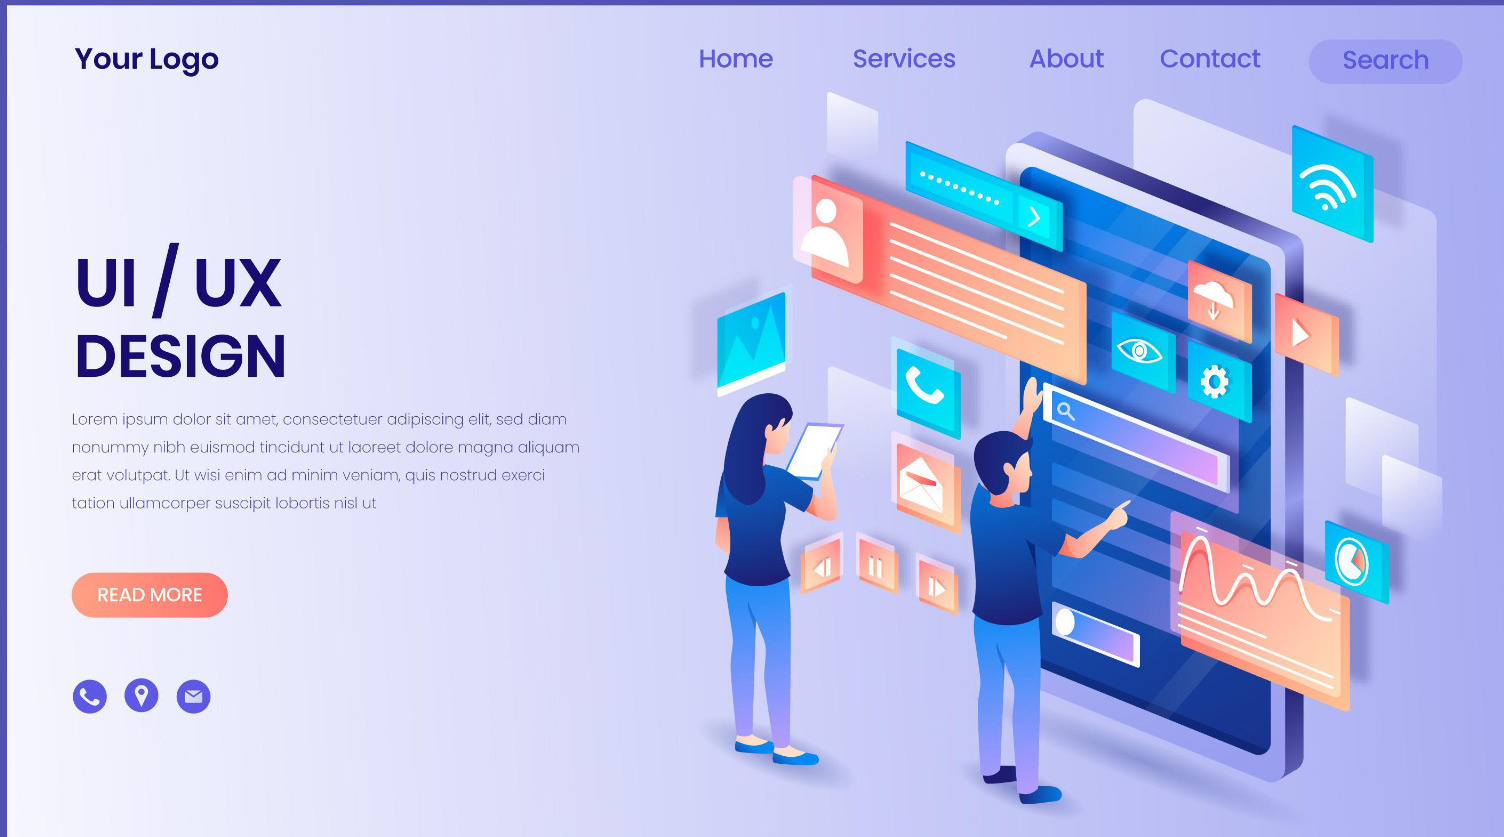 Your Logo
Home Services About Contact Search
UI / UX
DESIGN
Lorem ipsum dolor sit amet, consectetuer adipiscing elit, sed diam
nonummy nibh euismod tincidunt ut laoreet dolore magna aliquam
erat volutpat. Ut wisi enim ad minim veniam, quis nostrud exerci
tation ullamcorper suscipit lobortis nisl ut
READ MORE